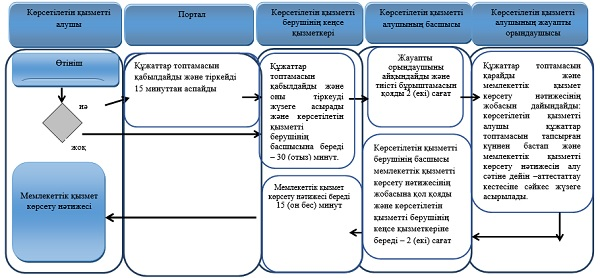 Көрсетілетін қызметті
алушы
Портал
Көрсетілетін қызметті
берушінің кеңсе
қызметкері
Көрсетілетін қызметті
алушының басшысы
Көрсетілетін қызметті
алушының жауапты
орындаушысы
Өтініш
иә
жоқ
Мемлекеттік қызмет
көрсету нәтижесі
Құжаттар топтамасын
қабылдайды және тіркейді
15 минуттан аспайды
Құжаттар
топтамасын
қабылдайды және
оны тіркеуді
жүзеге асырады
және көрсетілетін
қызметті
берушінің
басшысына береді
– 30 (отыз) минут.
Мемлекеттік қызмет
көрсету нәтижесі береді
15 (он бес) минут
Жауапты
орындаушыны
айқындайды және
тиісті бұрыштамасын
қояды 2 (екі) сағат
Көрсетілетін қызметті
берушінің басшысы
мемлекеттік қызметті
көрсету нәтижесінің
жобасына қол қояды
және көрсетілетін
қызметті берушінің
кеңсе қызметкеріне
береді – 2 (екі) сағат
Құжаттар топтамасын
қарайды және
мемлекеттік қызмет
көрсету нәтижесінің
жобасын дайындайды:
көрсетілетін қызметті
алушы құжаттар
топтамасын тапсырған
күннен бастап және
мемлекеттік қызметті
көрсету нәтижесін алу
сәтіне дейін –аттестаттау
кестесіне сәйкес жүзеге
асырылады.